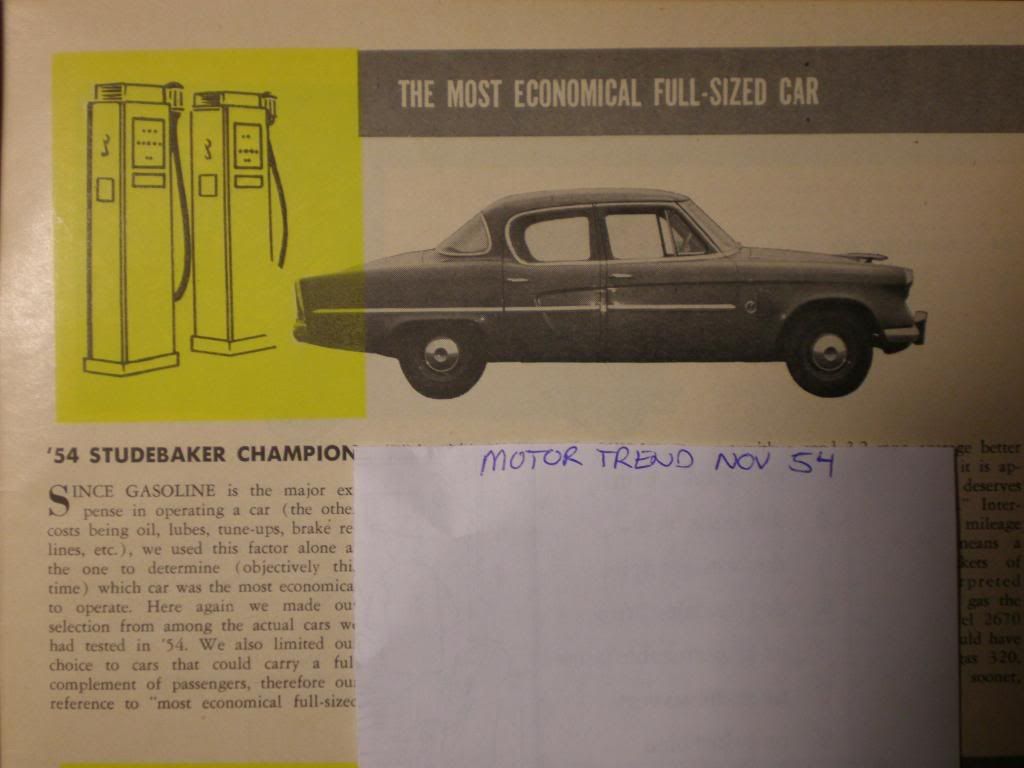 THE MOST ECONOMICAL FULL-SIZED CAR
'54 STUDEBAKER CHAMPION
SINCE GASOLINE is the major ex
pense in operating a car (the othe
costs being oil, lubes, tune-ups, brake re
lines, etc.), we used this factor alone a
the one to determine (objectively thi
time) which car was the most economica
to operate. Here again we made ou
selection from among the actual cars we
had tested in '54. We also limited ou
choice to cars that could carry a ful
complement of passengers, therefore ou
reference to "most economical full-sized
MOTOR TREND NOV 54
better
it is ap-
deserves
" Inter-
mileage
means a
kets of
rpreted
gas the
el 2670
uld have
gas 320,
sooner,